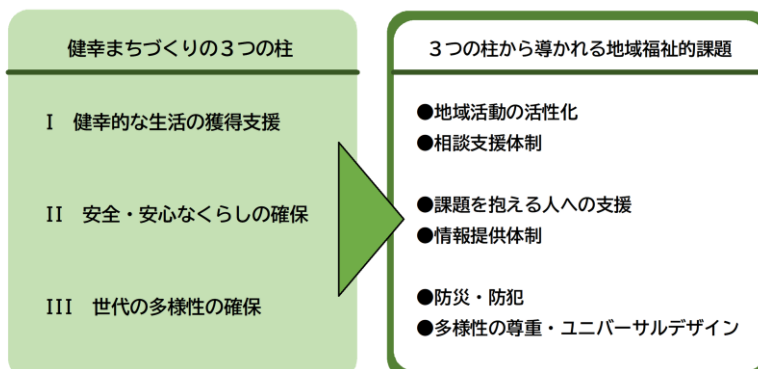 健幸まちづくりの３つの柱
I 健幸的な生活の獲得支援
II 安全・安心なくらしの確保
III 世代の多様性の確保
３つの柱から導かれる地域福祉的課題
●地域活動の活性化
●相談支援体制
●課題を抱える人への支援
●情報提供体制
●防災・防犯
●多様性の尊重・ユニバーサルデザイン